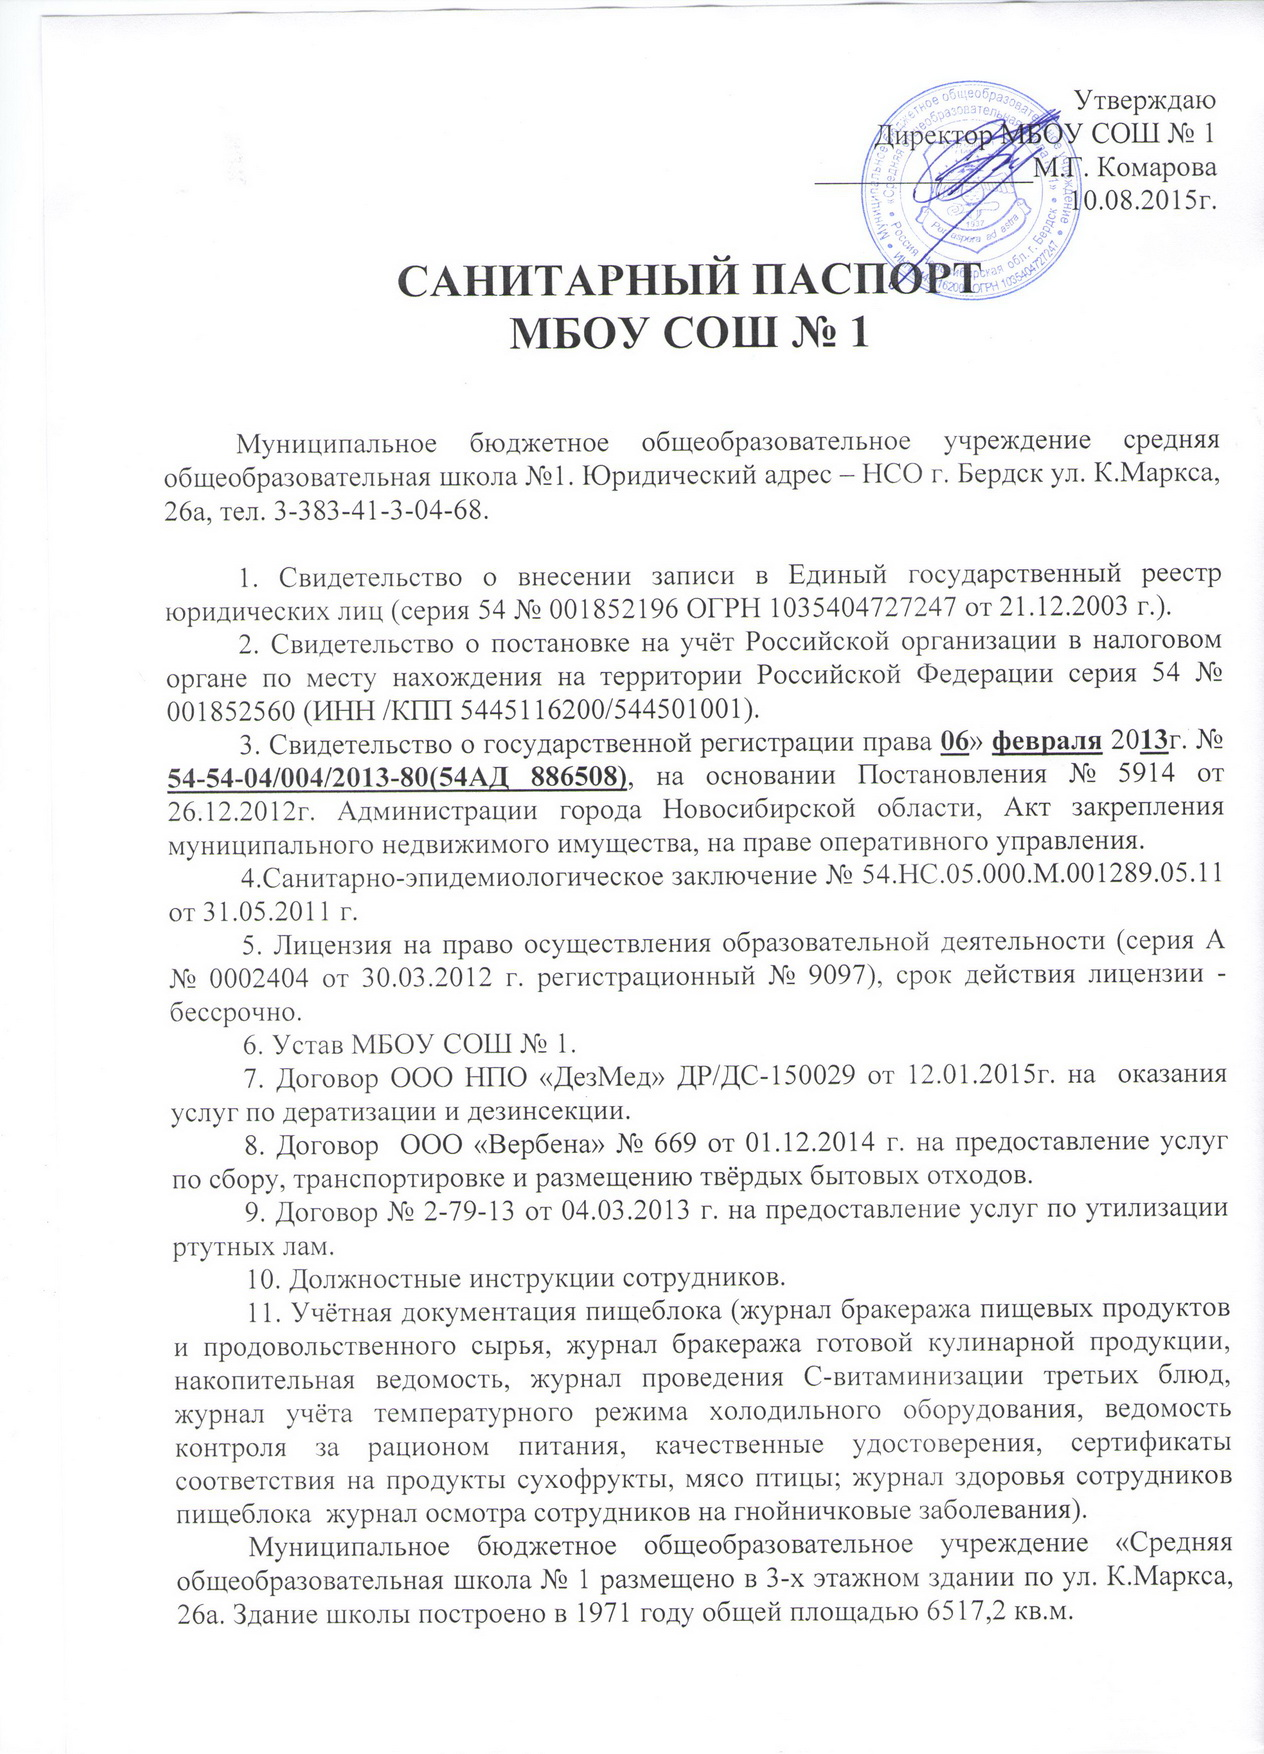 Утверждаю
Директор МБОУ СОШ № 1
М.Г. Комарова
10.08.2015г.
Per aspera ad astra
САНИТАРНЫЙ ПАСПОРТ
МБОУ СОШ № 1
Муниципальное бюджетное общеобразовательное учреждение средняя
общеобразовательная школа №1. Юридический адрес – НСО г. Бердск ул. К.Маркса,
26а, тел. 3-383-41-3-04-68.
1. Свидетельство о внесении записи в Единый государственный реестр
юридических лиц (серия 54 № 001852196 ОГРН 1035404727247 от 21.12.2003 г.).
2. Свидетельство о постановке на учёт Российской организации в налоговом
органе по месту нахождения на территории Российской Федерации серия 54 №
001852560 (ИНН /КПП 5445116200/544501001).
3. Свидетельство о государственной регистрации права 06» февраля 2013г. №
54-54-04/004/2013-80(54АД 886508), на основании Постановления № 5914 от
26.12.2012г. Администрации города Новосибирской области, Акт закрепления
муниципального недвижимого имущества, на праве оперативного управления.
4.Санитарно-эпидемиологическое заключение № 54.НС.05.000.М.001289.05.11
от 31.05.2011 г.
5. Лицензия на право осуществления образовательной деятельности (серия А
№ 0002404 от 30.03.2012 г. регистрационный № 9097), срок действия лицензии -
бессрочно.
6. Устав МБОУ СОШ № 1.
7. Договор ООО НПО «ДезМед» ДР/ДС-150029 от 12.01.2015г. на оказания
услуг по дератизации и дезинсекции.
8. Договор ООО «Вербена» № 669 от 01.12.2014 г. на предоставление услуг
по сбору, транспортировке и размещению твёрдых бытовых отходов.
9. Договор № 2-79-13 от 04.03.2013 г. на предоставление услуг по утилизации
ртутных лам.
10. Должностные инструкции сотрудников.
11. Учётная документация пищеблока (журнал бракеража пищевых продуктов
и продовольственного сырья, журнал бракеража готовой кулинарной продукции,
накопительная ведомость, журнал проведения С-витаминизации третьих блюд,
журнал учёта температурного режима холодильного оборудования, ведомость
контроля за рационом питания, качественные удостоверения, сертификаты
соответствия на продукты сухофрукты, мясо птицы; журнал здоровья сотрудников
пищеблока журнал осмотра сотрудников на гнойничковые заболевания).
Муниципальное бюджетное общеобразовательное учреждение «Средняя
общеобразовательная школа № 1 размещено в 3-х этажном здании по ул. К.Маркса,
26а. Здание школы построено в 1971 году общей площадью 6517,2 кв.м.